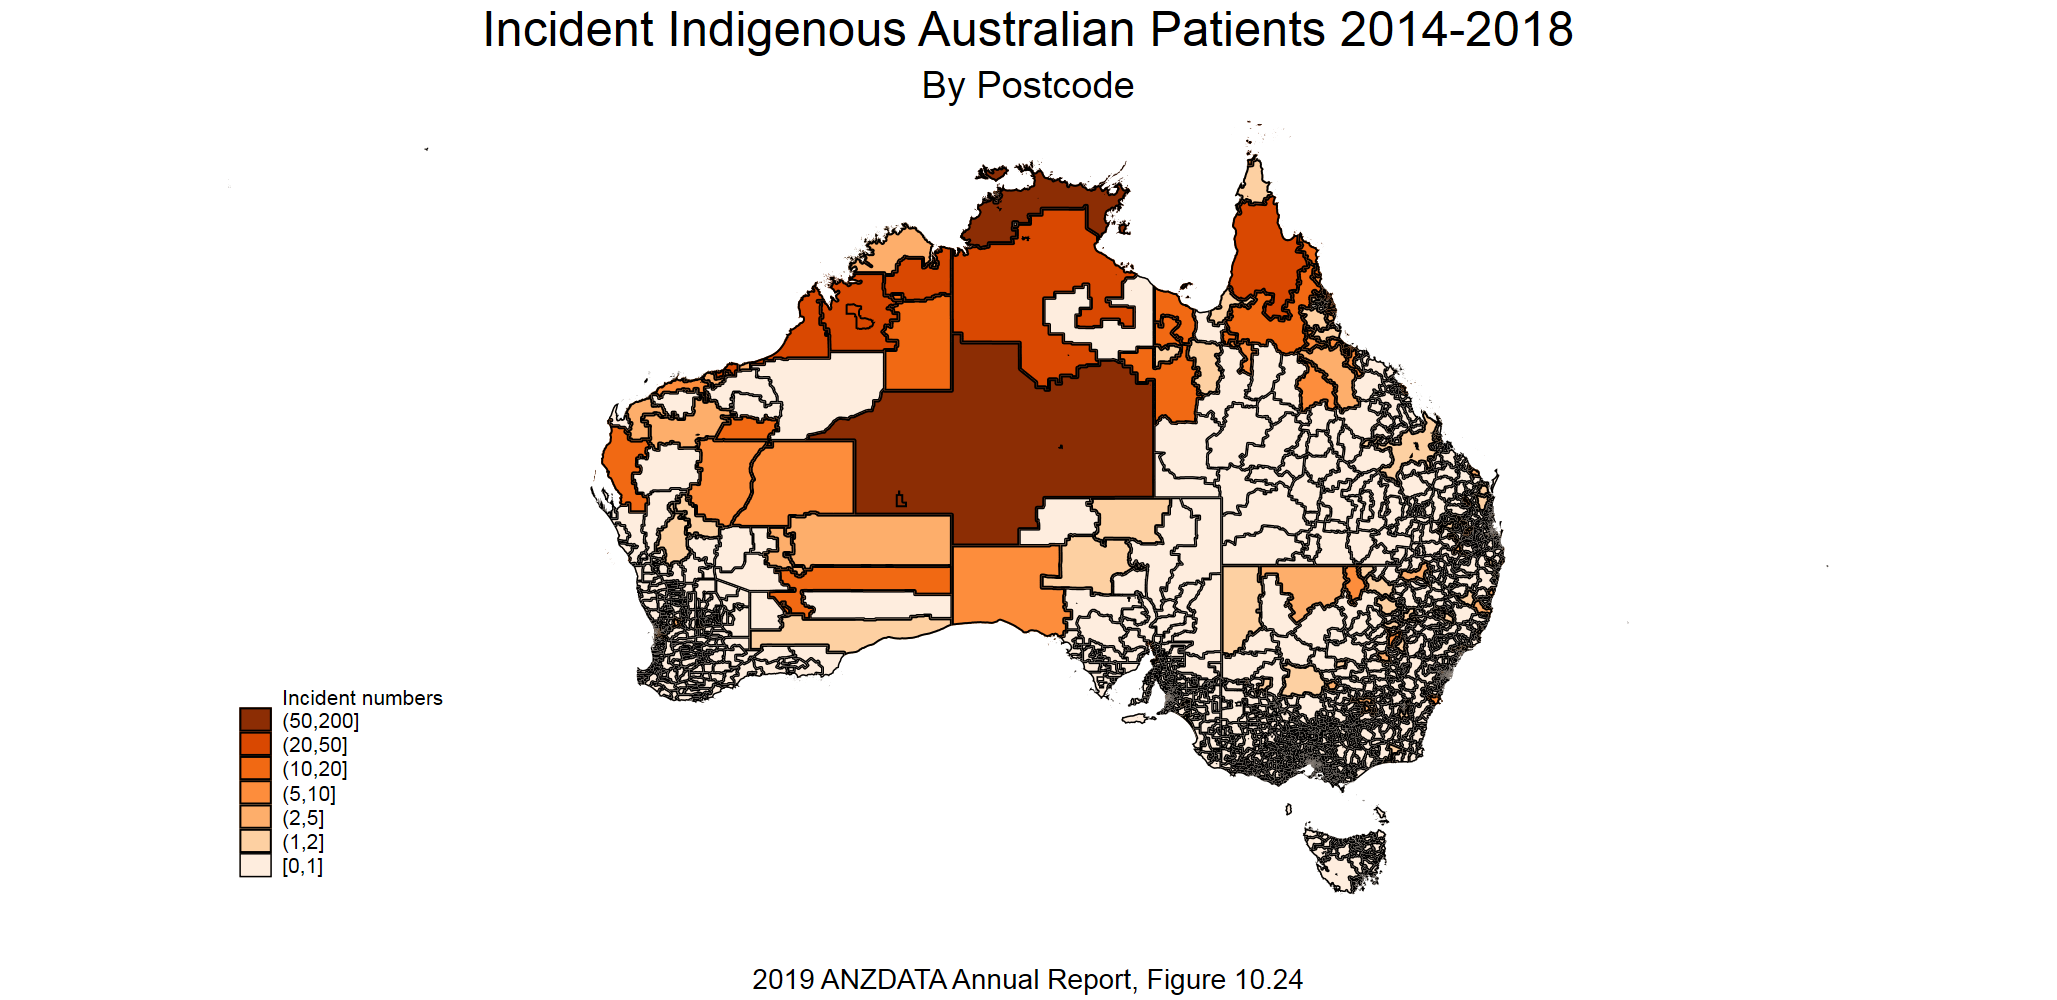 Incident Indigenous Australian Patients 2014-2018
By Postcode
Incident numbers
(50,200]
(20,50]
(10,20]
(5,10]
(2,5]
(1,2]
[0,1]
2019 ANZDATA Annual Report, Figure 10.24